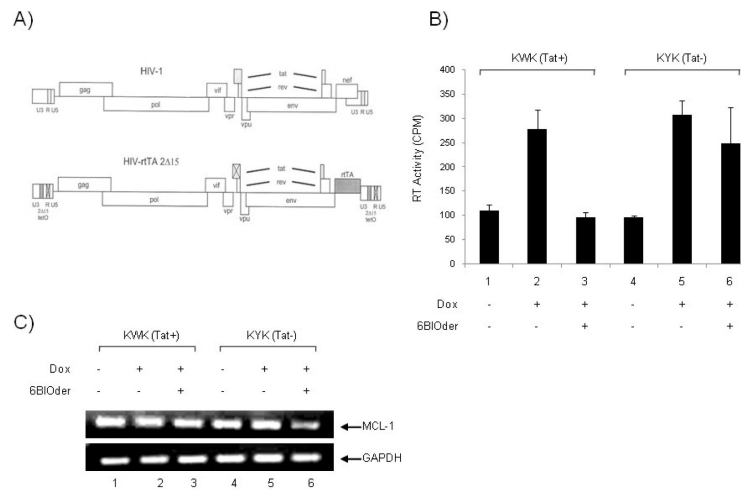 A)
HIV-1
gag
pol
vif
vpr
vpu
tat
rev
env
nef
U3 R U5
U3 R U5
HIV-rtTA 2Δ15
gag
pol
vif
vpr
vpu
tat
rev
env
rtTA
U3 R U5
2Δ15
tetO
U3 R U5
2Δ15
tetO
B)
KWK (Tat+) KYK (Tat-)
RT Activity (CPM)
400
350
300
250
200
150
100
50
0
1 2 3 4 5 6
Dox - + + - + +
6BIOder - - + - - +
C)
KWK (Tat+) KYK (Tat-)
Dox - + + - + +
6BIOder - - + - - +
MCL-1
GAPDH
1 2 3 4 5 6